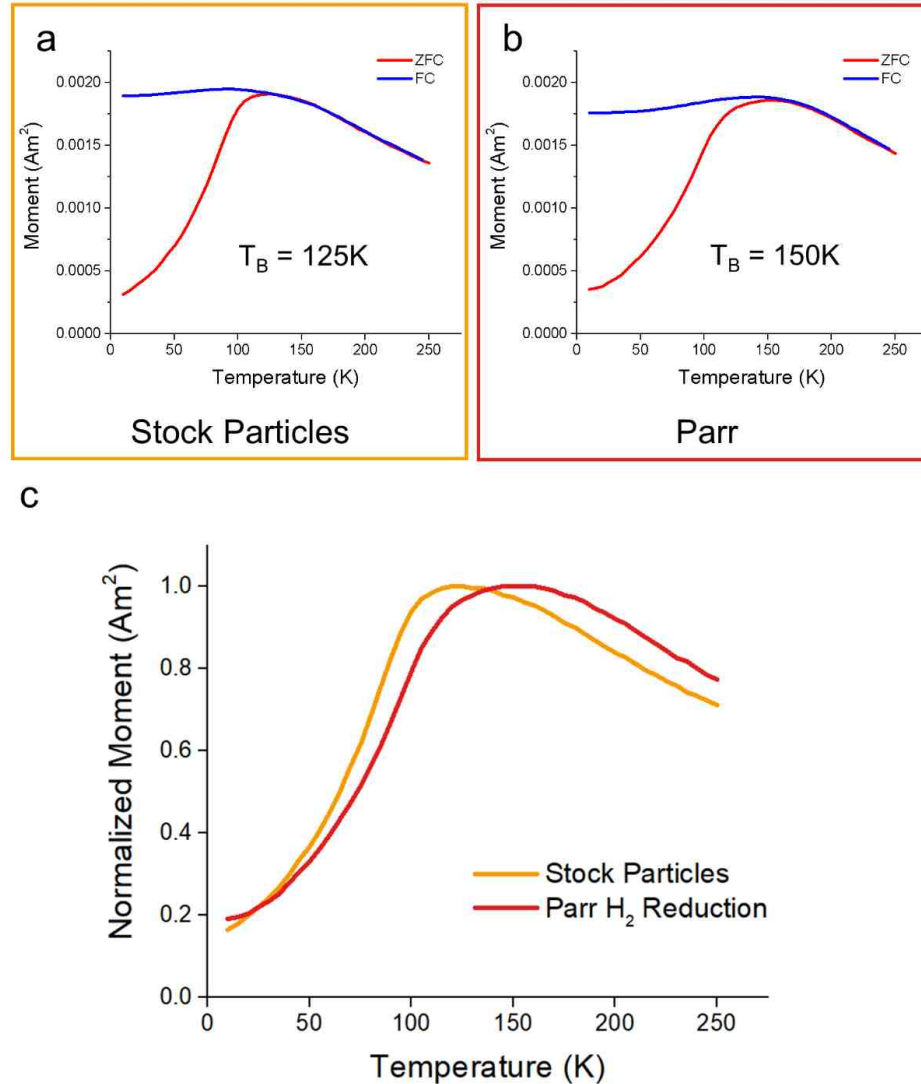 a
ZFC
FC
0.0020
0.0015
0.0010
0.0005
0.0000
Moment (Am²)
T_B = 125K
0 50 100 150 200 250
Temperature (K)
Stock Particles
b
ZFC
FC
0.0020
0.0015
0.0010
0.0005
0.0000
Moment (Am²)
T_B = 150K
0 50 100 150 200 250
Temperature (K)
Parr
c
1.0
0.8
0.6
0.4
0.2
0.0
Normalized Moment (Am²)
Stock Particles
Parr H₂ Reduction
0 50 100 150 200 250
Temperature (K)